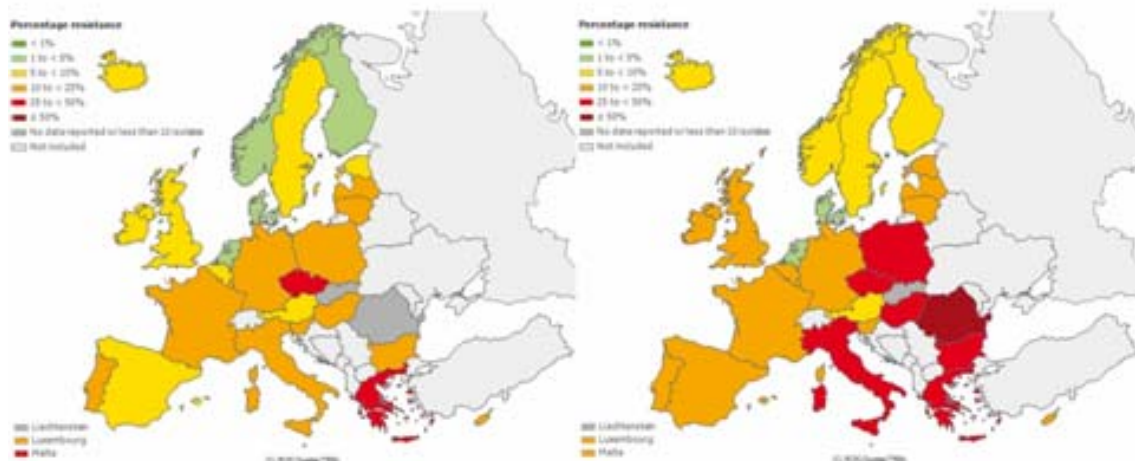 Percentage resistance
< 1%
1 to < 5%
5 to < 10%
10 to < 25%
25 to < 50%
≥ 50%
No data reported or less than 10 isolates
Not included
Liechtenstein
Luxembourg
Malta
Percentage resistance
< 1%
1 to < 5%
5 to < 10%
10 to < 25%
25 to < 50%
≥ 50%
No data reported or less than 10 isolates
Not included
Liechtenstein
Luxembourg
Malta